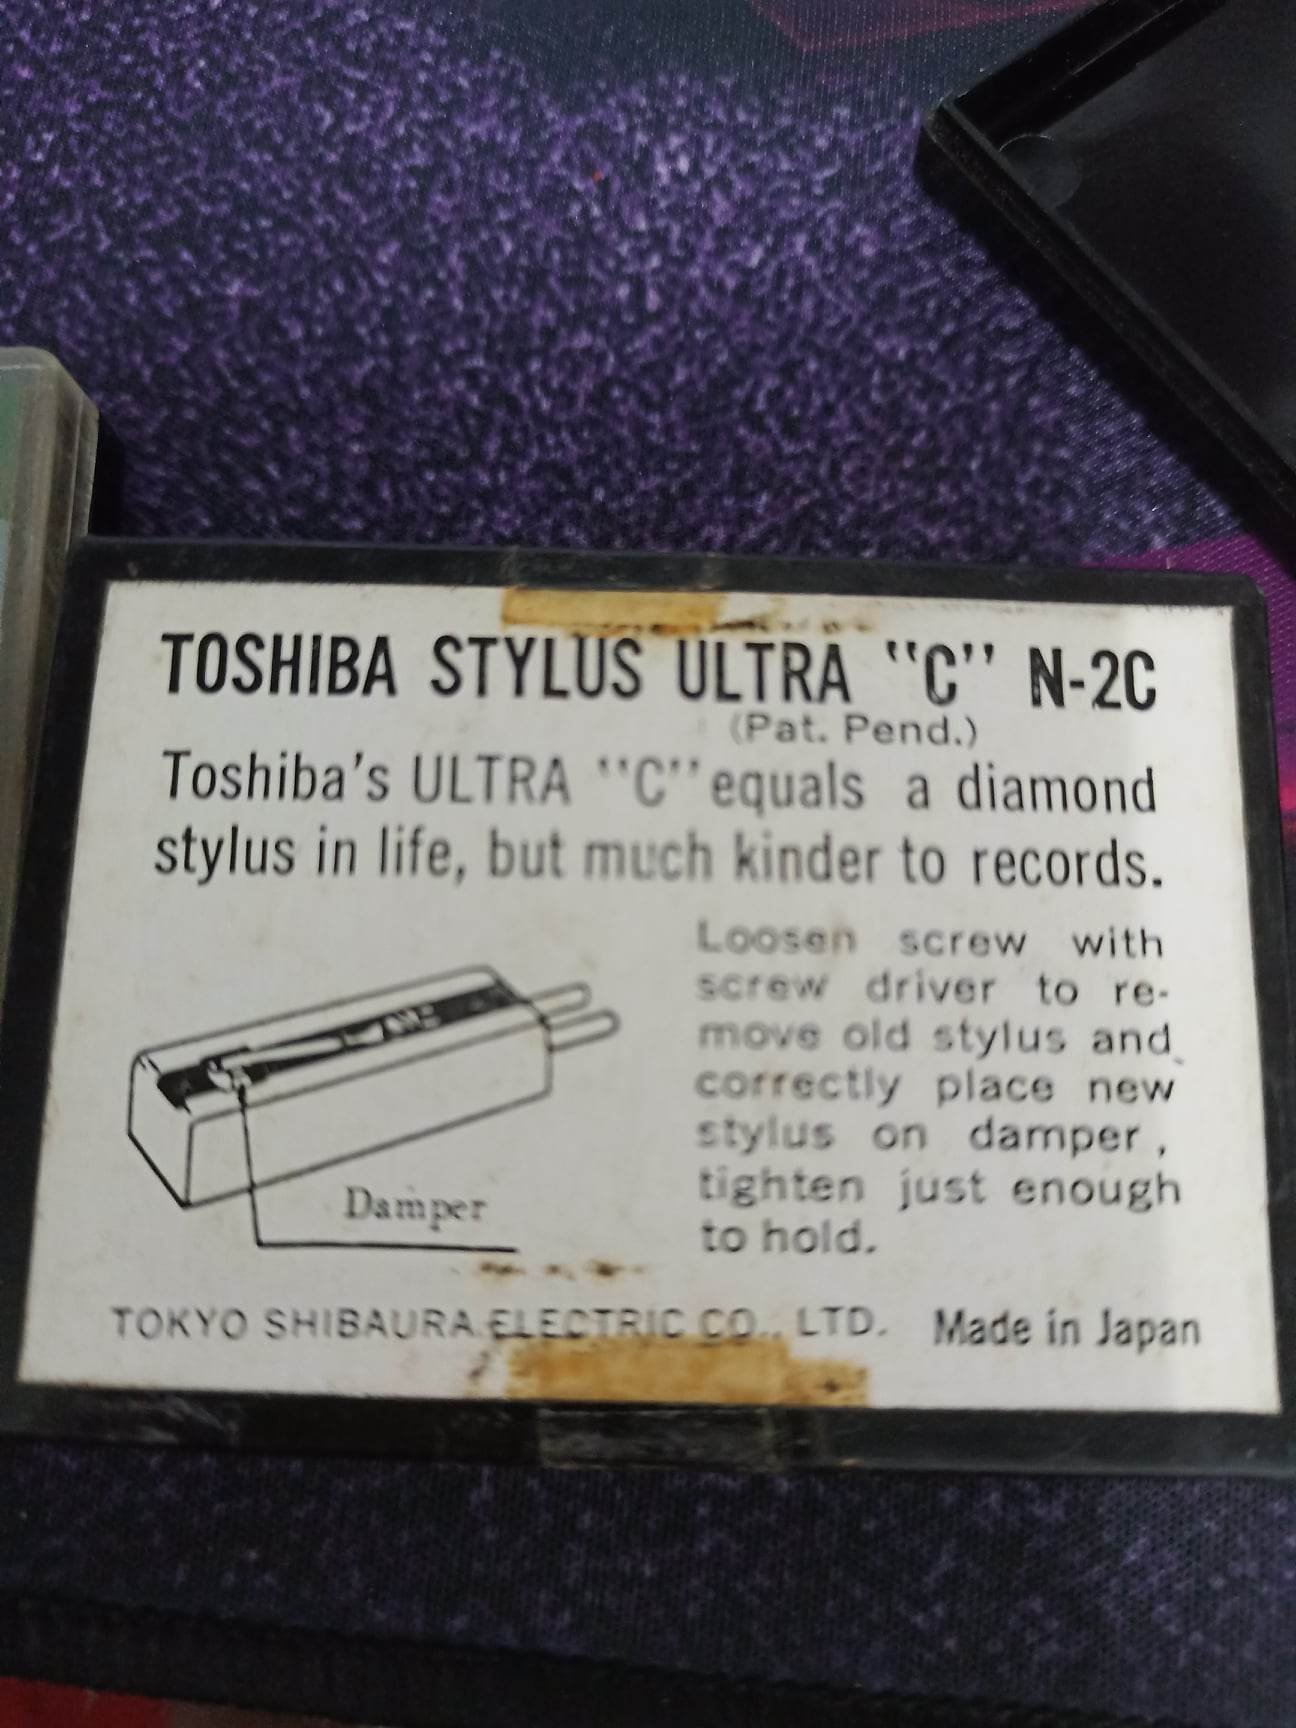 TOSHIBA STYLUS ULTRA "C" N-2C
(Pat. Pend.)
Toshiba's ULTRA "C" equals a diamond
stylus in life, but much kinder to records.
Loosen screw with
screw driver to re-
move old stylus and
correctly place new
stylus on damper,
tighten just enough
to hold.
Damper
TOKYO SHIBAURA ELECTRIC CO., LTD. Made in Japan